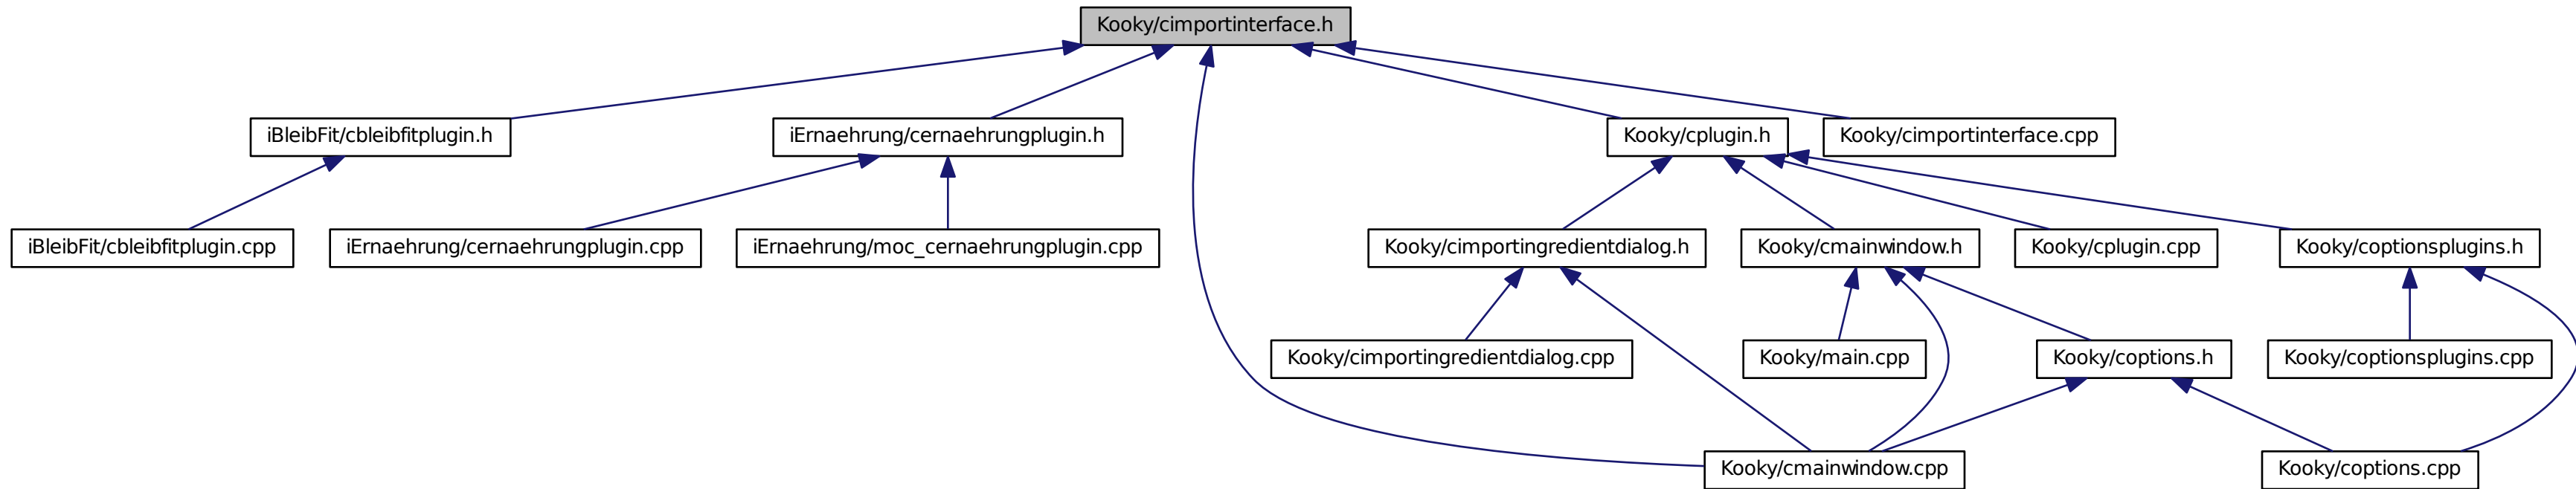 Kooky/cimportinterface.h
iBleibFit/cbleibfitplugin.h
iErnaehrung/cernaehrungplugin.h
Kooky/cplugin.h
Kooky/cimportinterface.cpp
iBleibFit/cbleibfitplugin.cpp
iErnaehrung/cernaehrungplugin.cpp
iErnaehrung/moc_cernaehrungplugin.cpp
Kooky/cimportingredientdialog.h
Kooky/cmainwindow.h
Kooky/cplugin.cpp
Kooky/coptionsplugins.h
Kooky/cimportingredientdialog.cpp
Kooky/main.cpp
Kooky/coptions.h
Kooky/coptionsplugins.cpp
Kooky/cmainwindow.cpp
Kooky/coptions.cpp